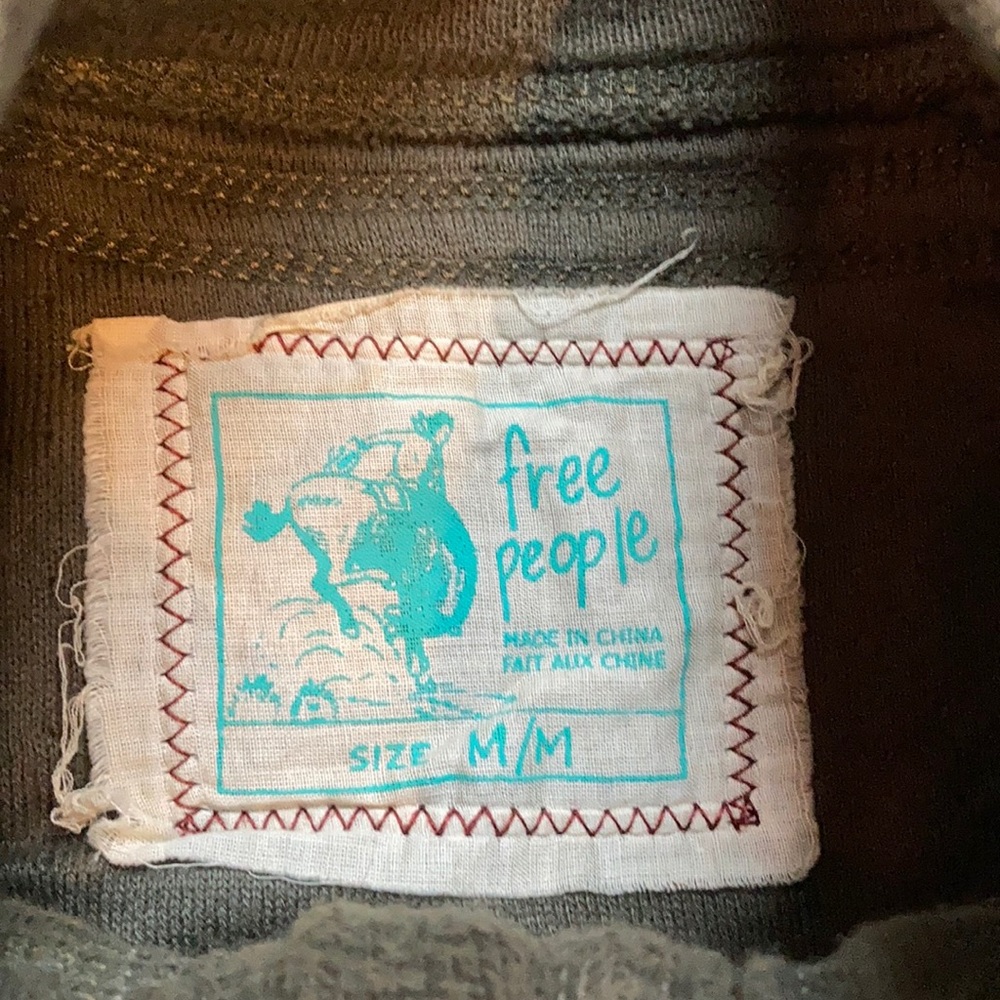 free
people
MADE IN CHINA
FAIT AUX CHINE
SIZE M/M